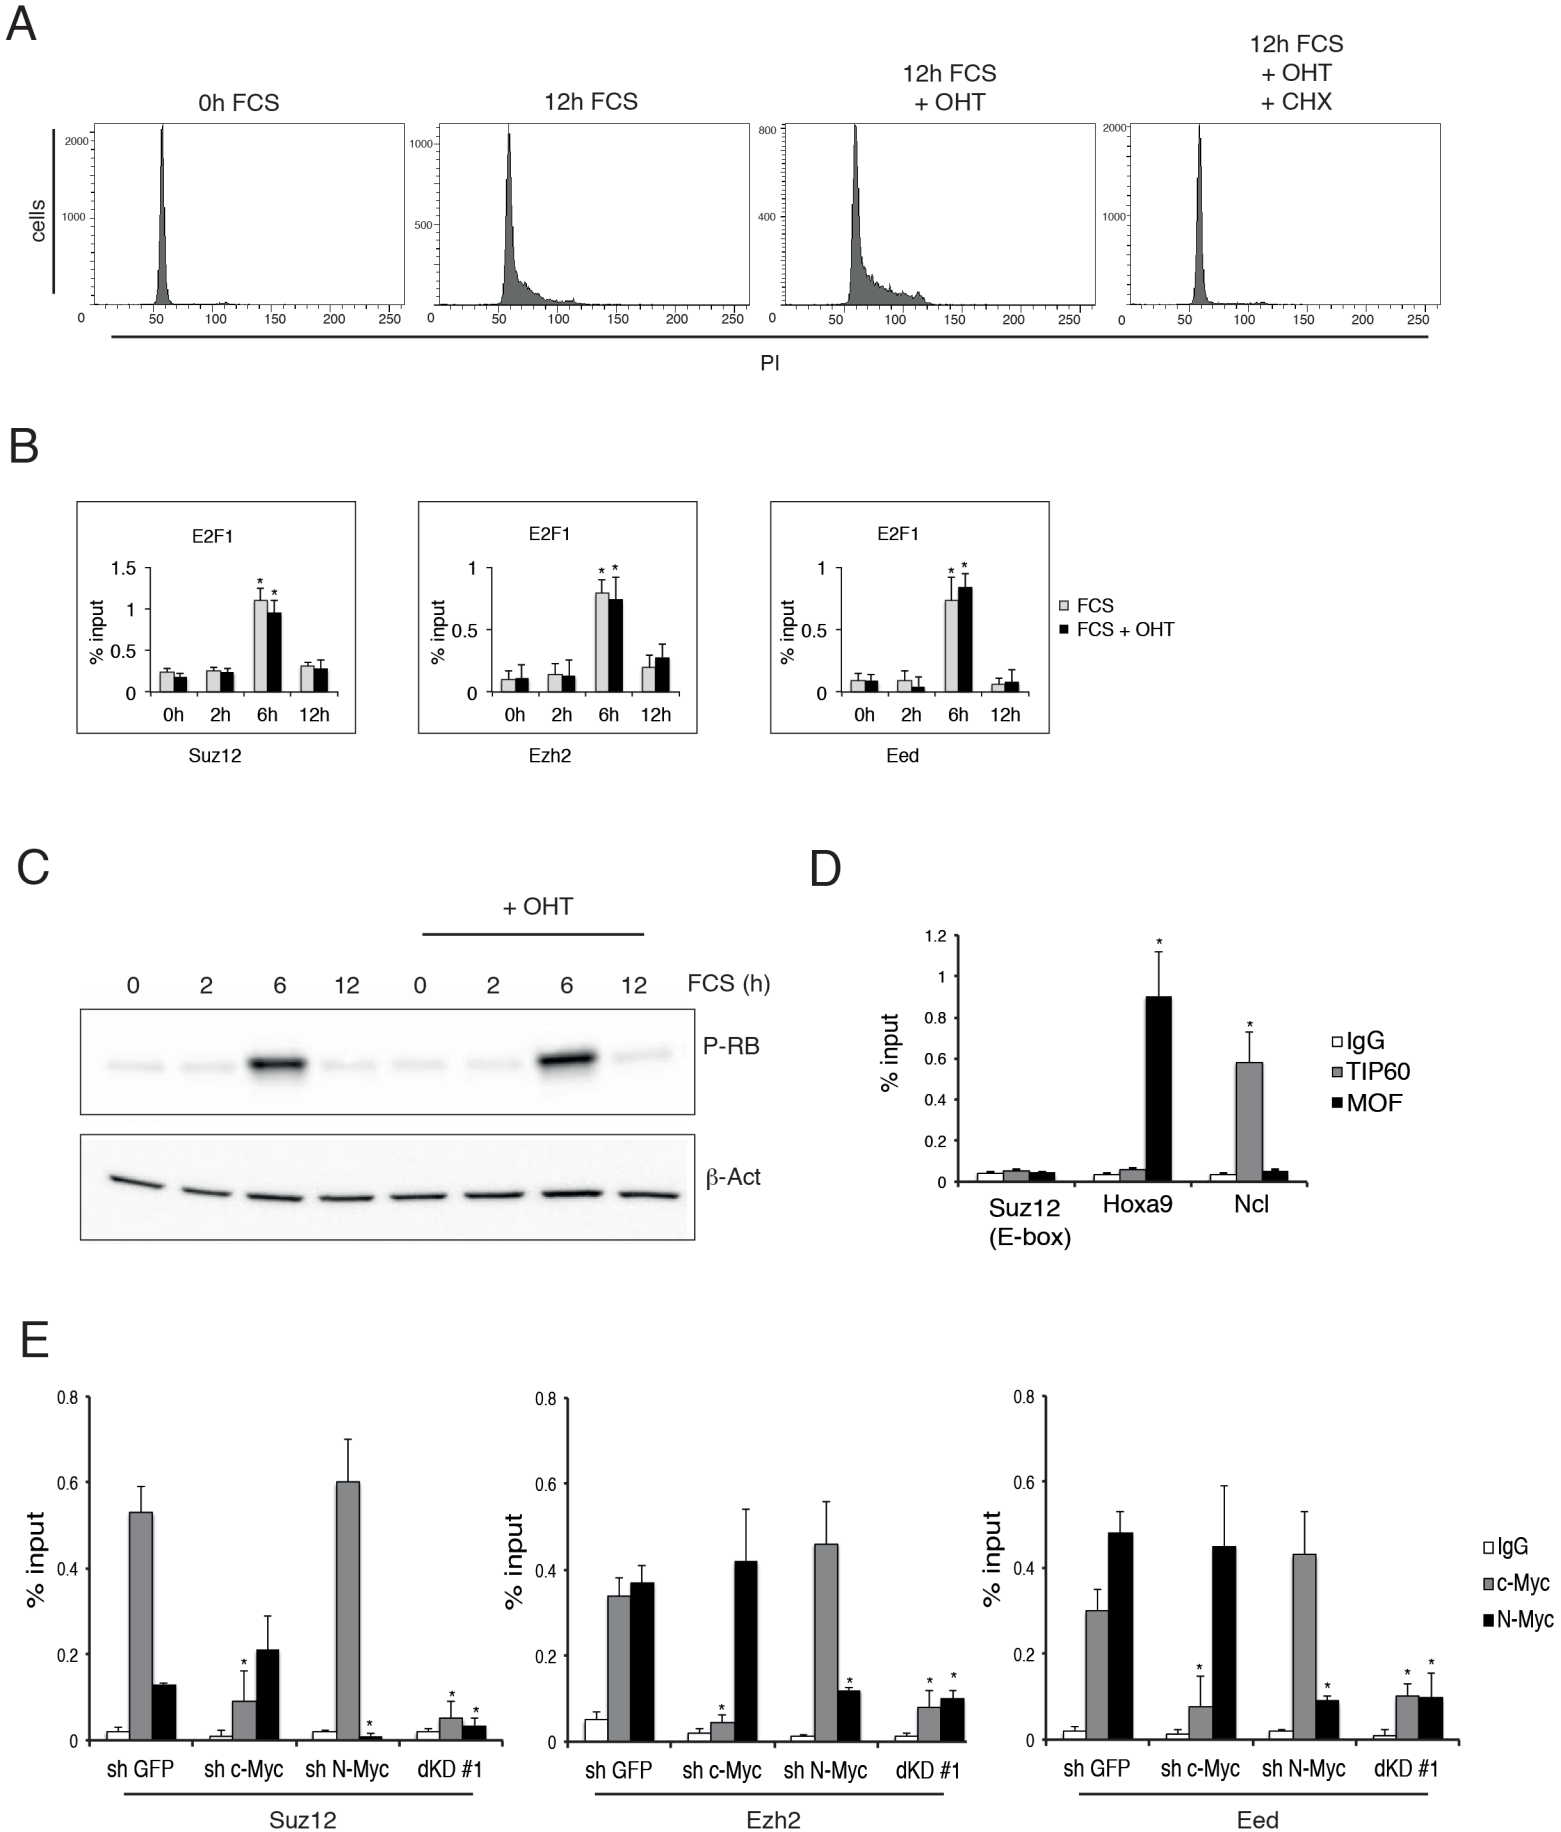 A
0h FCS
12h FCS
12h FCS
+ OHT
12h FCS
+ OHT
+ CHX
cells
2000
1000
0 50 100 150 200 250
1000
500
0 50 100 150 200 250
800
400
0 50 100 150 200 250
2000
1000
0 50 100 150 200 250
PI
B
E2F1
% input
1.5
1
0.5
0
* *
0h 2h 6h 12h
Suz12
E2F1
% input
1
0.5
0
* *
0h 2h 6h 12h
Ezh2
E2F1
% input
1
0.5
0
* *
0h 2h 6h 12h
Eed
FCS
FCS + OHT
C
+ OHT
0 2 6 12 0 2 6 12 FCS (h)
P-RB
β-Act
D
% input
1.2
1
0.8
0.6
0.4
0.2
0
* *
Suz12
(E-box)
Hoxa9
Ncl
IgG
TIP60
MOF
E
% input
0.8
0.6
0.4
0.2
0
* * * *
sh GFP sh c-Myc sh N-Myc dKD #1
Suz12
% input
0.8
0.6
0.4
0.2
0
* * * *
sh GFP sh c-Myc sh N-Myc dKD #1
Ezh2
% input
0.8
0.6
0.4
0.2
0
* * * *
sh GFP sh c-Myc sh N-Myc dKD #1
Eed
IgG
c-Myc
N-Myc